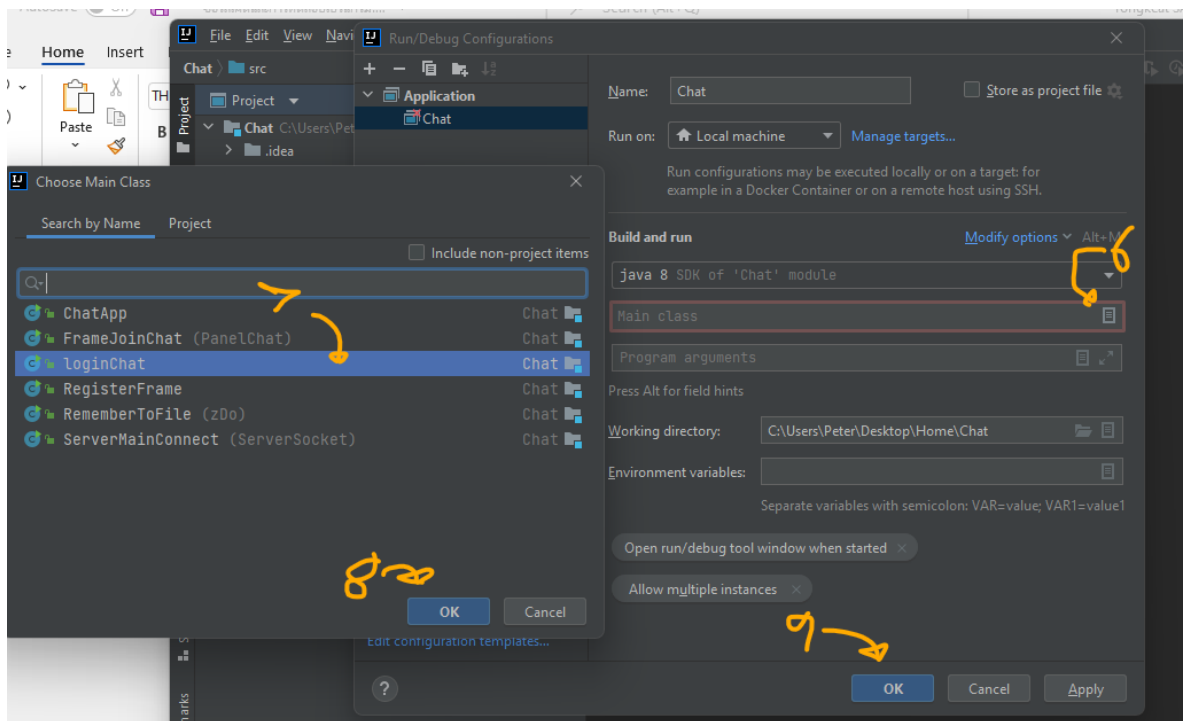 Home Insert
Paste
TH
B
File Edit View Navi
Chat src
Project
Project
Chat C:\Users\Pet
.idea
Run/Debug Configurations
Application
Chat
Name: Chat
Store as project file
Run on: Local machine
Manage targets...
Run configurations may be executed locally or on a target: for
example in a Docker Container or on a remote host using SSH.
Build and run
Modify options Alt+M
6
java 8 SDK of 'Chat' module
Main class
Program arguments
Press Alt for field hints
Working directory: C:\Users\Peter\Desktop\Home\Chat
Environment variables:
Separate variables with semicolon: VAR=value; VAR1=value1
Open run/debug tool window when started
Allow multiple instances
9
Edit configuration templates...
? OK Cancel Apply
Choose Main Class
Search by Name Project
Include non-project items
7
ChatApp Chat
FrameJoinChat (PanelChat) Chat
loginChat Chat
RegisterFrame Chat
RememberToFile (zDo) Chat
ServerMainConnect (ServerSocket) Chat
8
OK Cancel